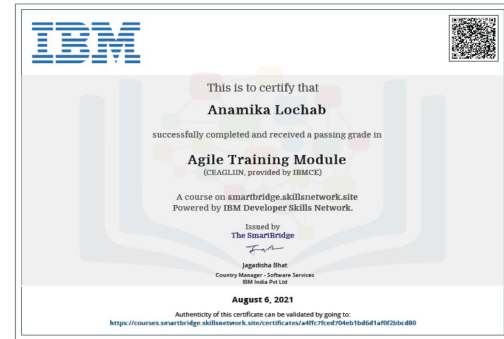 IBM
This is to certify that
Anamika Lochab
successfully completed and received a passing grade in
Agile Training Module
(CEAGLIIN, provided by IBMCE)
A course on smartbridge.skillsnetwork.site
Powered by IBM Developer Skills Network.
Issued by
The SmartBridge
Jagadisha Bhat
Country Manager - Software Services
IBM India Pvt Ltd
August 6, 2021
Authenticity of this certificate can be validated by going to:
https://courses.smartbridge.skillsnetwork.site/certificates/a4ffc7fced704eb1bd6d1af0f2bbcd80